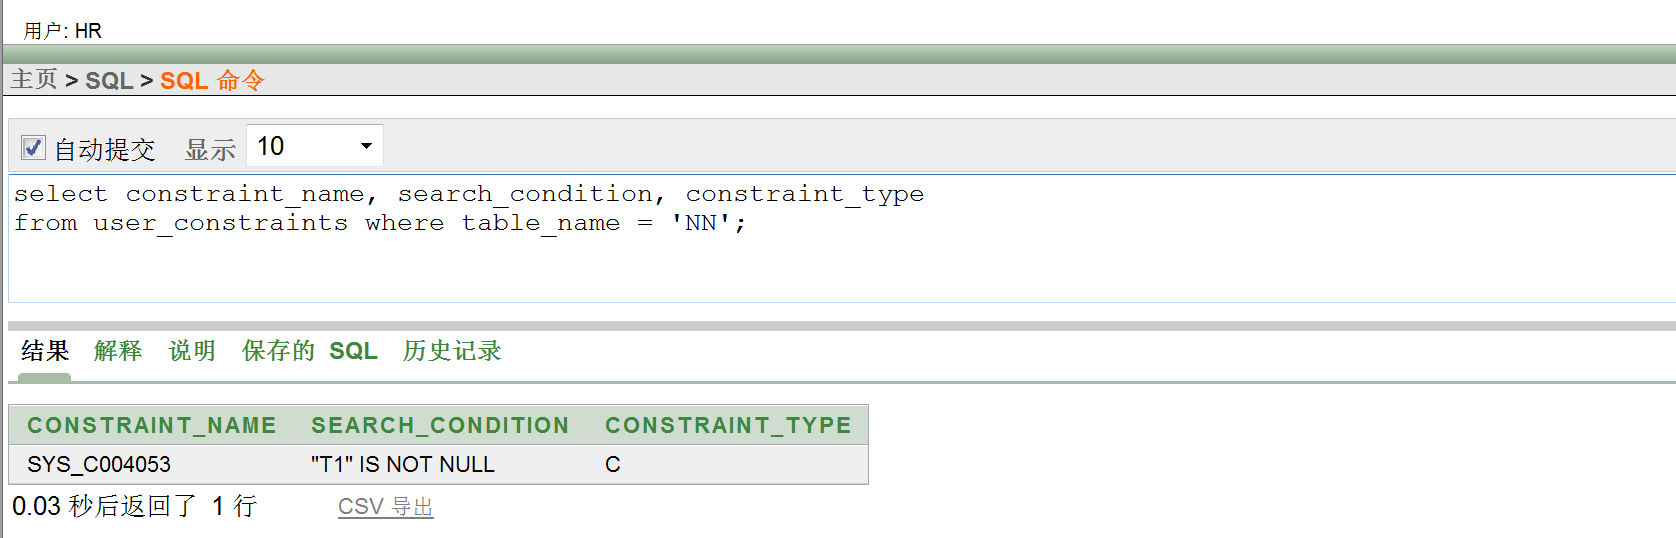 用户: HR
主页 > SQL > SQL 命令
自动提交 显示 10
select constraint_name, search_condition, constraint_type
from user_constraints where table_name = 'NN';
结果 解释 说明 保存的 SQL 历史记录
CONSTRAINT_NAME SEARCH_CONDITION CONSTRAINT_TYPE
SYS_C004053 "T1" IS NOT NULL C
0.03 秒后返回了 1 行 CSV 导出